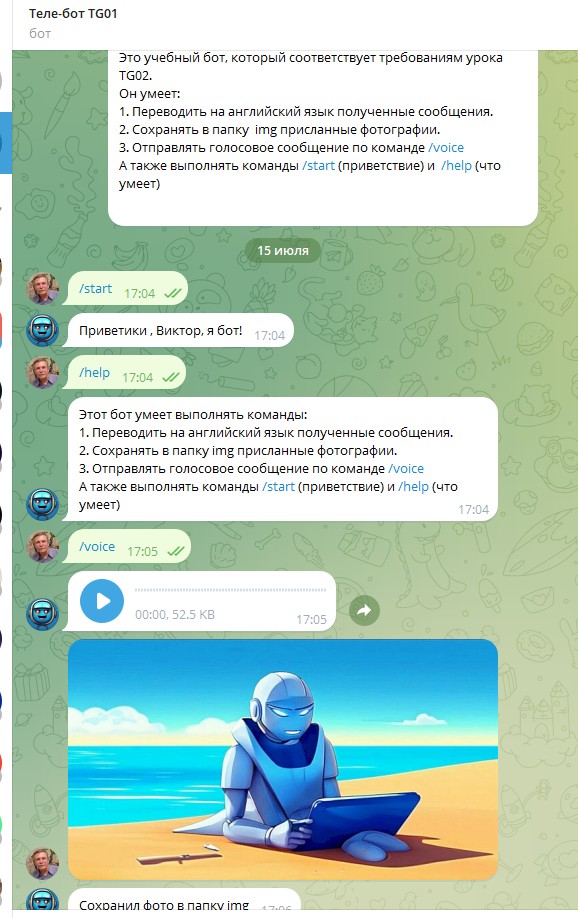 Теле-бот TG01
бот
Это учебный бот, который соответствует требованиям урока
TG02.
Он умеет:
1. Переводить на английский язык полученные сообщения.
2. Сохранять в папку  img присланные фотографии.
3. Отправлять голосовое сообщение по команде /voice
А также выполнять команды /start (приветствие) и  /help (что
умеет)
15 июля
/start 17:04
Приветики , Виктор, я бот! 17:04
/help 17:04
Этот бот умеет выполнять команды:
1. Переводить на английский язык полученные сообщения.
2. Сохранять в папку img присланные фотографии.
3. Отправлять голосовое сообщение по команде /voice
А также выполнять команды /start (приветствие) и /help (что
умеет) 17:04
/voice 17:05
00:00, 52.5 KB 17:05
Сохранил фото в папку img 17:06